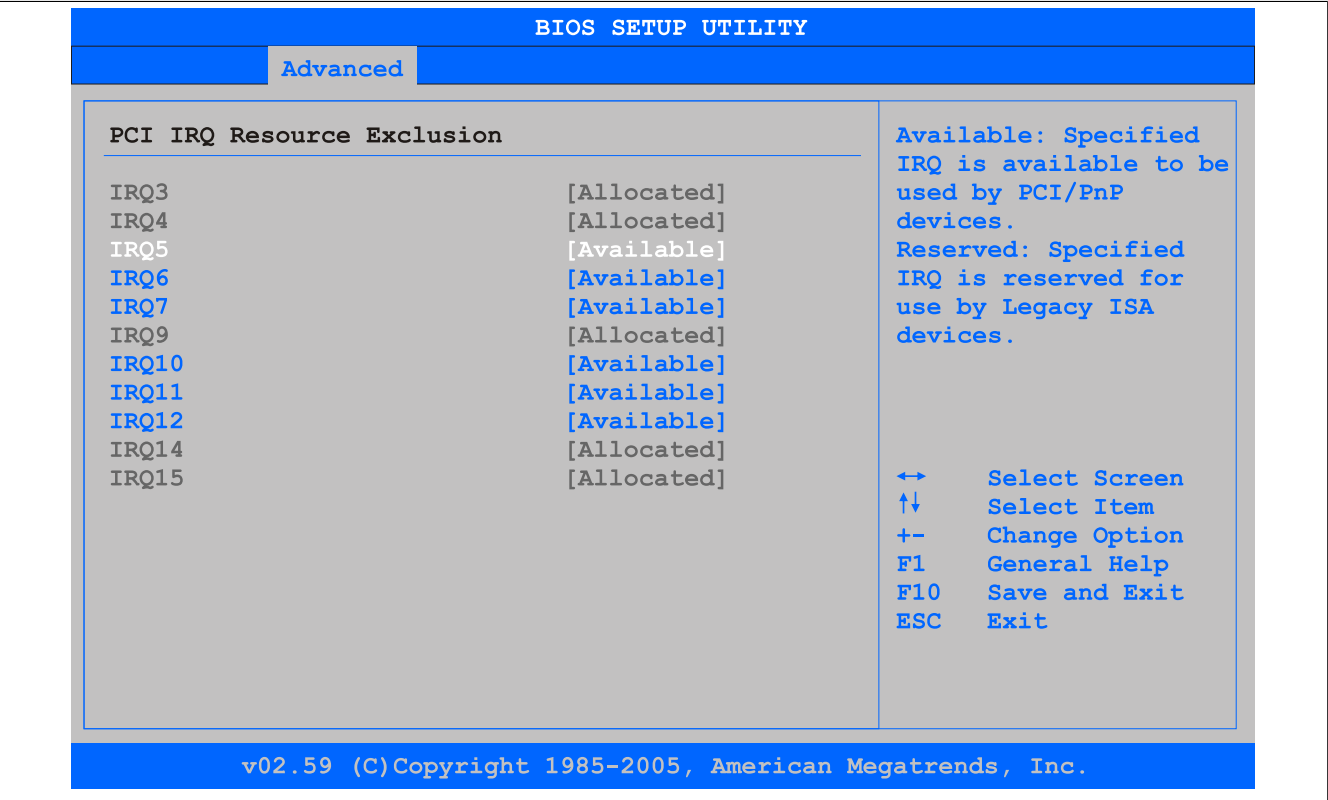 BIOS SETUP UTILITY
Advanced
PCI IRQ Resource Exclusion
IRQ3 [Allocated]
IRQ4 [Allocated]
IRQ5 [Available]
IRQ6 [Available]
IRQ7 [Available]
IRQ9 [Allocated]
IRQ10 [Available]
IRQ11 [Available]
IRQ12 [Available]
IRQ14 [Allocated]
IRQ15 [Allocated]
Available: Specified
IRQ is available to be
used by PCI/PnP
devices.
Reserved: Specified
IRQ is reserved for
use by Legacy ISA
devices.
↔ Select Screen
↑↓ Select Item
+- Change Option
F1 General Help
F10 Save and Exit
ESC Exit
v02.59 (C)Copyright 1985-2005, American Megatrends, Inc.